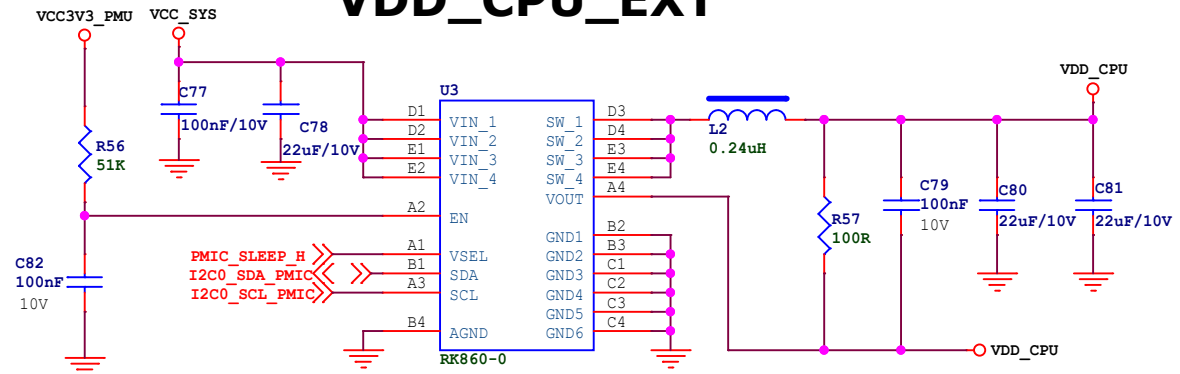 VDD_CPU_EXT
VCC3V3_PMU
VCC_SYS
C77
100nF/10V
C78
22uF/10V
R56
51K
C82
100nF
10V
PMIC_SLEEP_H
I2C0_SDA_PMIC
I2C0_SCL_PMIC
U3
D1 VIN_1
D2 VIN_2
E1 VIN_3
E2 VIN_4
A2 EN
A1 VSEL
B1 SDA
A3 SCL
B4 AGND
SW_1 D3
SW_2 D4
SW_3 E3
SW_4 E4
VOUT A4
GND1 B2
GND2 B3
GND3 C1
GND4 C2
GND5 C3
GND6 C4
RK860-0
L2
0.24uH
VDD_CPU
R57
100R
C79
100nF
10V
C80
22uF/10V
C81
22uF/10V
VDD_CPU